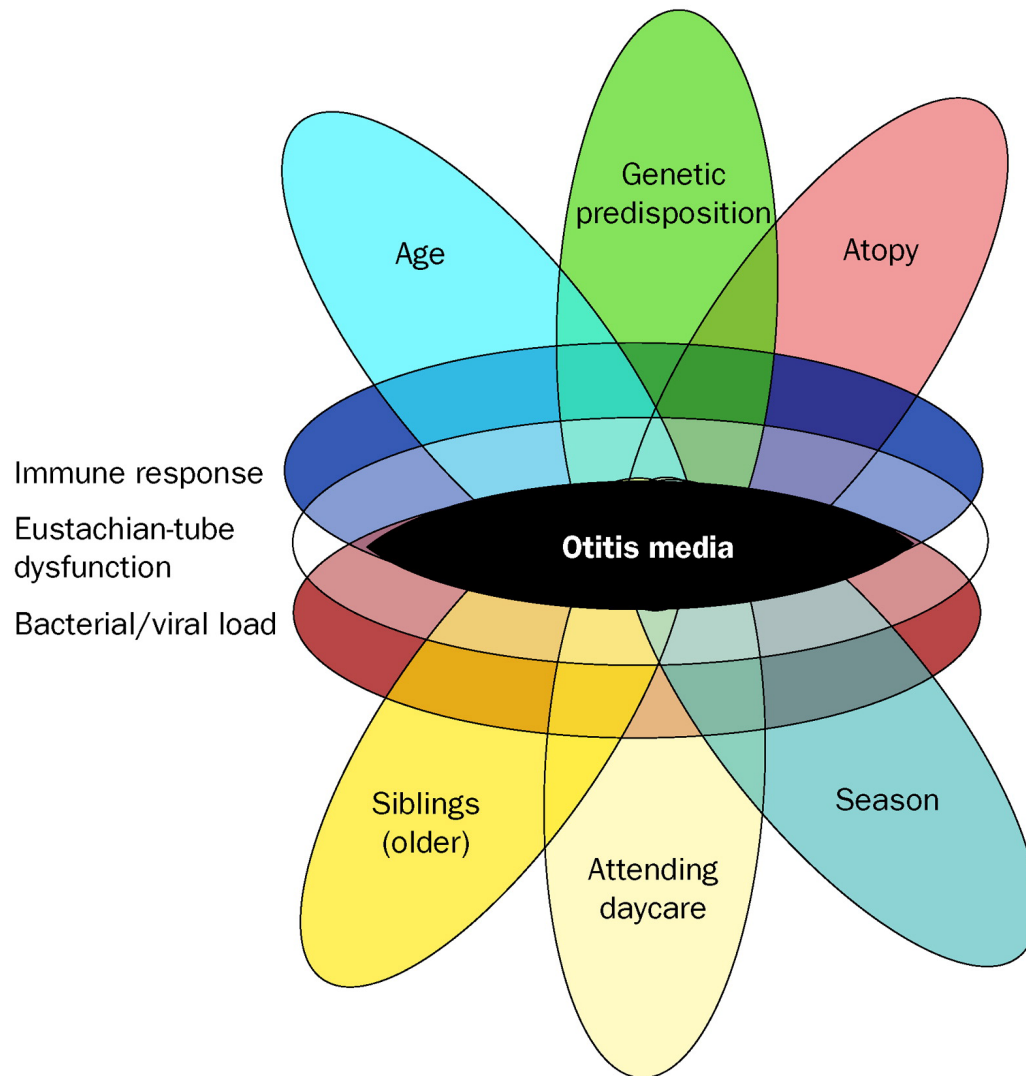 Genetic
predisposition
Age
Atopy
Immune response
Eustachian-tube
dysfunction
Otitis media
Bacterial/viral load
Siblings
(older)
Season
Attending
daycare